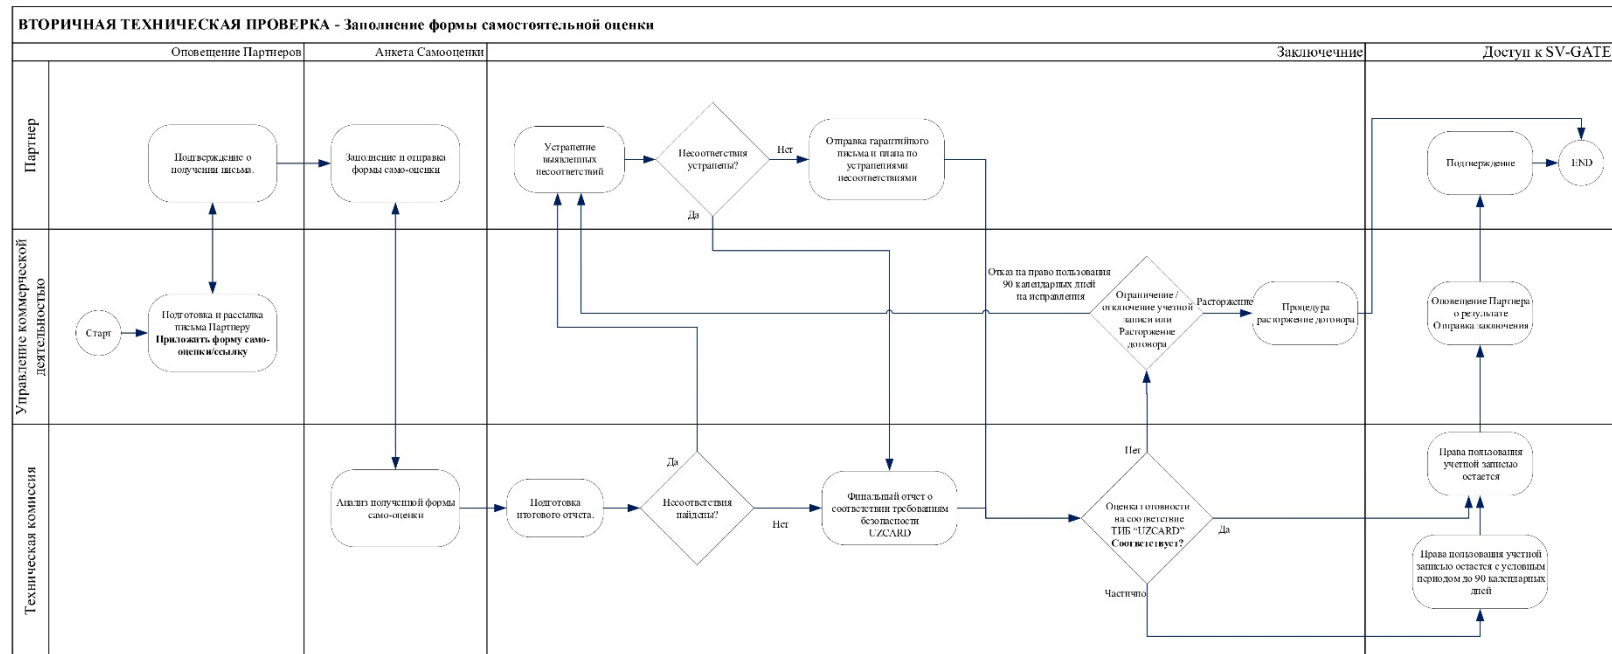 ВТОРИЧНАЯ ТЕХНИЧЕСКАЯ ПРОВЕРКА - Заполнение формы самостоятельной оценки
Оповещение Партнеров
Анкета Самооценки
Заключечние
Доступ к SV-GATE
Партнер
Подтверждение о
получении письма.
Заполнение и отправка
формы само-оценки
Устранение
выявленных
несоответствий
Несоответствия
устранены?
Нет
Да
Отправка гарантийного
письма и плана по
устранениями
несоответствиями
Подтверждение
END
Управление коммерческой
деятельностью
Старт
Подготовка и рассылка
письма Партнеру
Приложить форму само-
оценки/ссылку
Отказ на право пользования
90 календарных дней
на исправления
Ограничение /
отключение учетной
записи или
Расторжение
договора
Расторжение
Процедура
расторжение договора
Оповещение Партнера
о результате
Отправка заключения
Техническая комиссия
Анализ полученной формы
само-оценки
Подготовка
итогового отчета.
Да
Несоответствия
найдены?
Нет
Финальный отчет о
соответствии требованиям
безопасности
UZCARD
Нет
Оценка готовности
на соответствие
ТИБ "UZCARD"
Соответствует?
Да
Частично
Права пользования
учетной записью
остается
Права пользования учетной
записью остается с условным
периодом до 90 календарных
дней